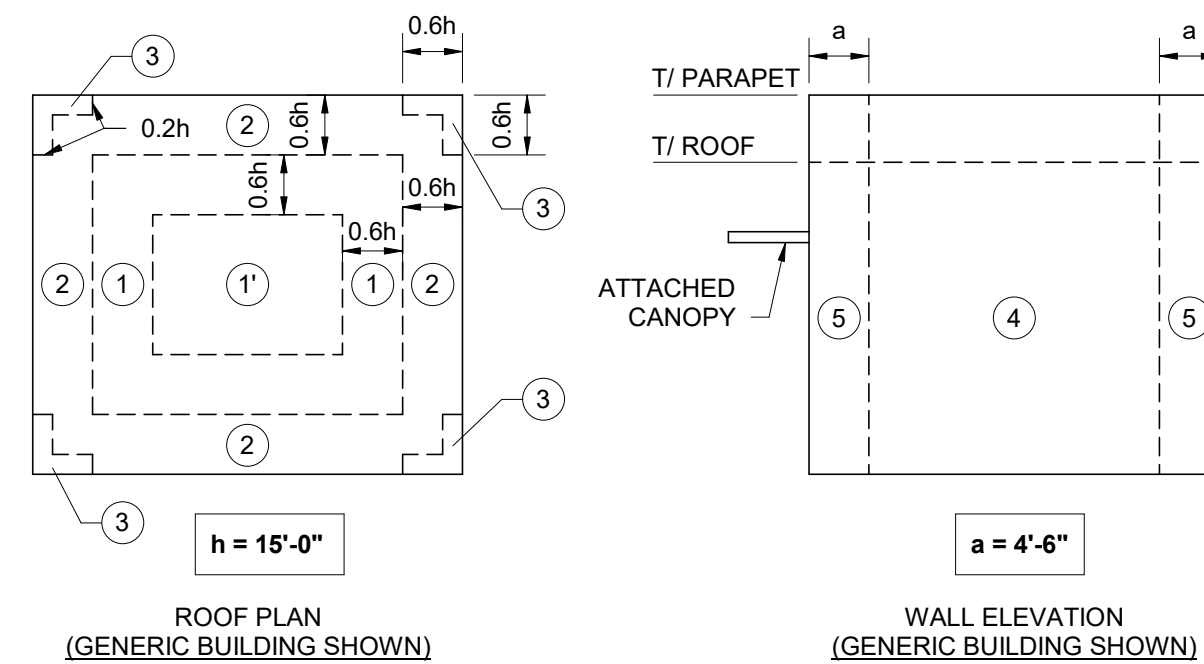 0.6h
3
0.2h
2
0.6h
0.6h
3
0.6h
0.6h
0.6h
2
1
1'
1
2
3
2
3
h = 15'-0"
ROOF PLAN
(GENERIC BUILDING SHOWN)
a
a
T/ PARAPET
T/ ROOF
ATTACHED
CANOPY
5
4
5
a = 4'-6"
WALL ELEVATION
(GENERIC BUILDING SHOWN)